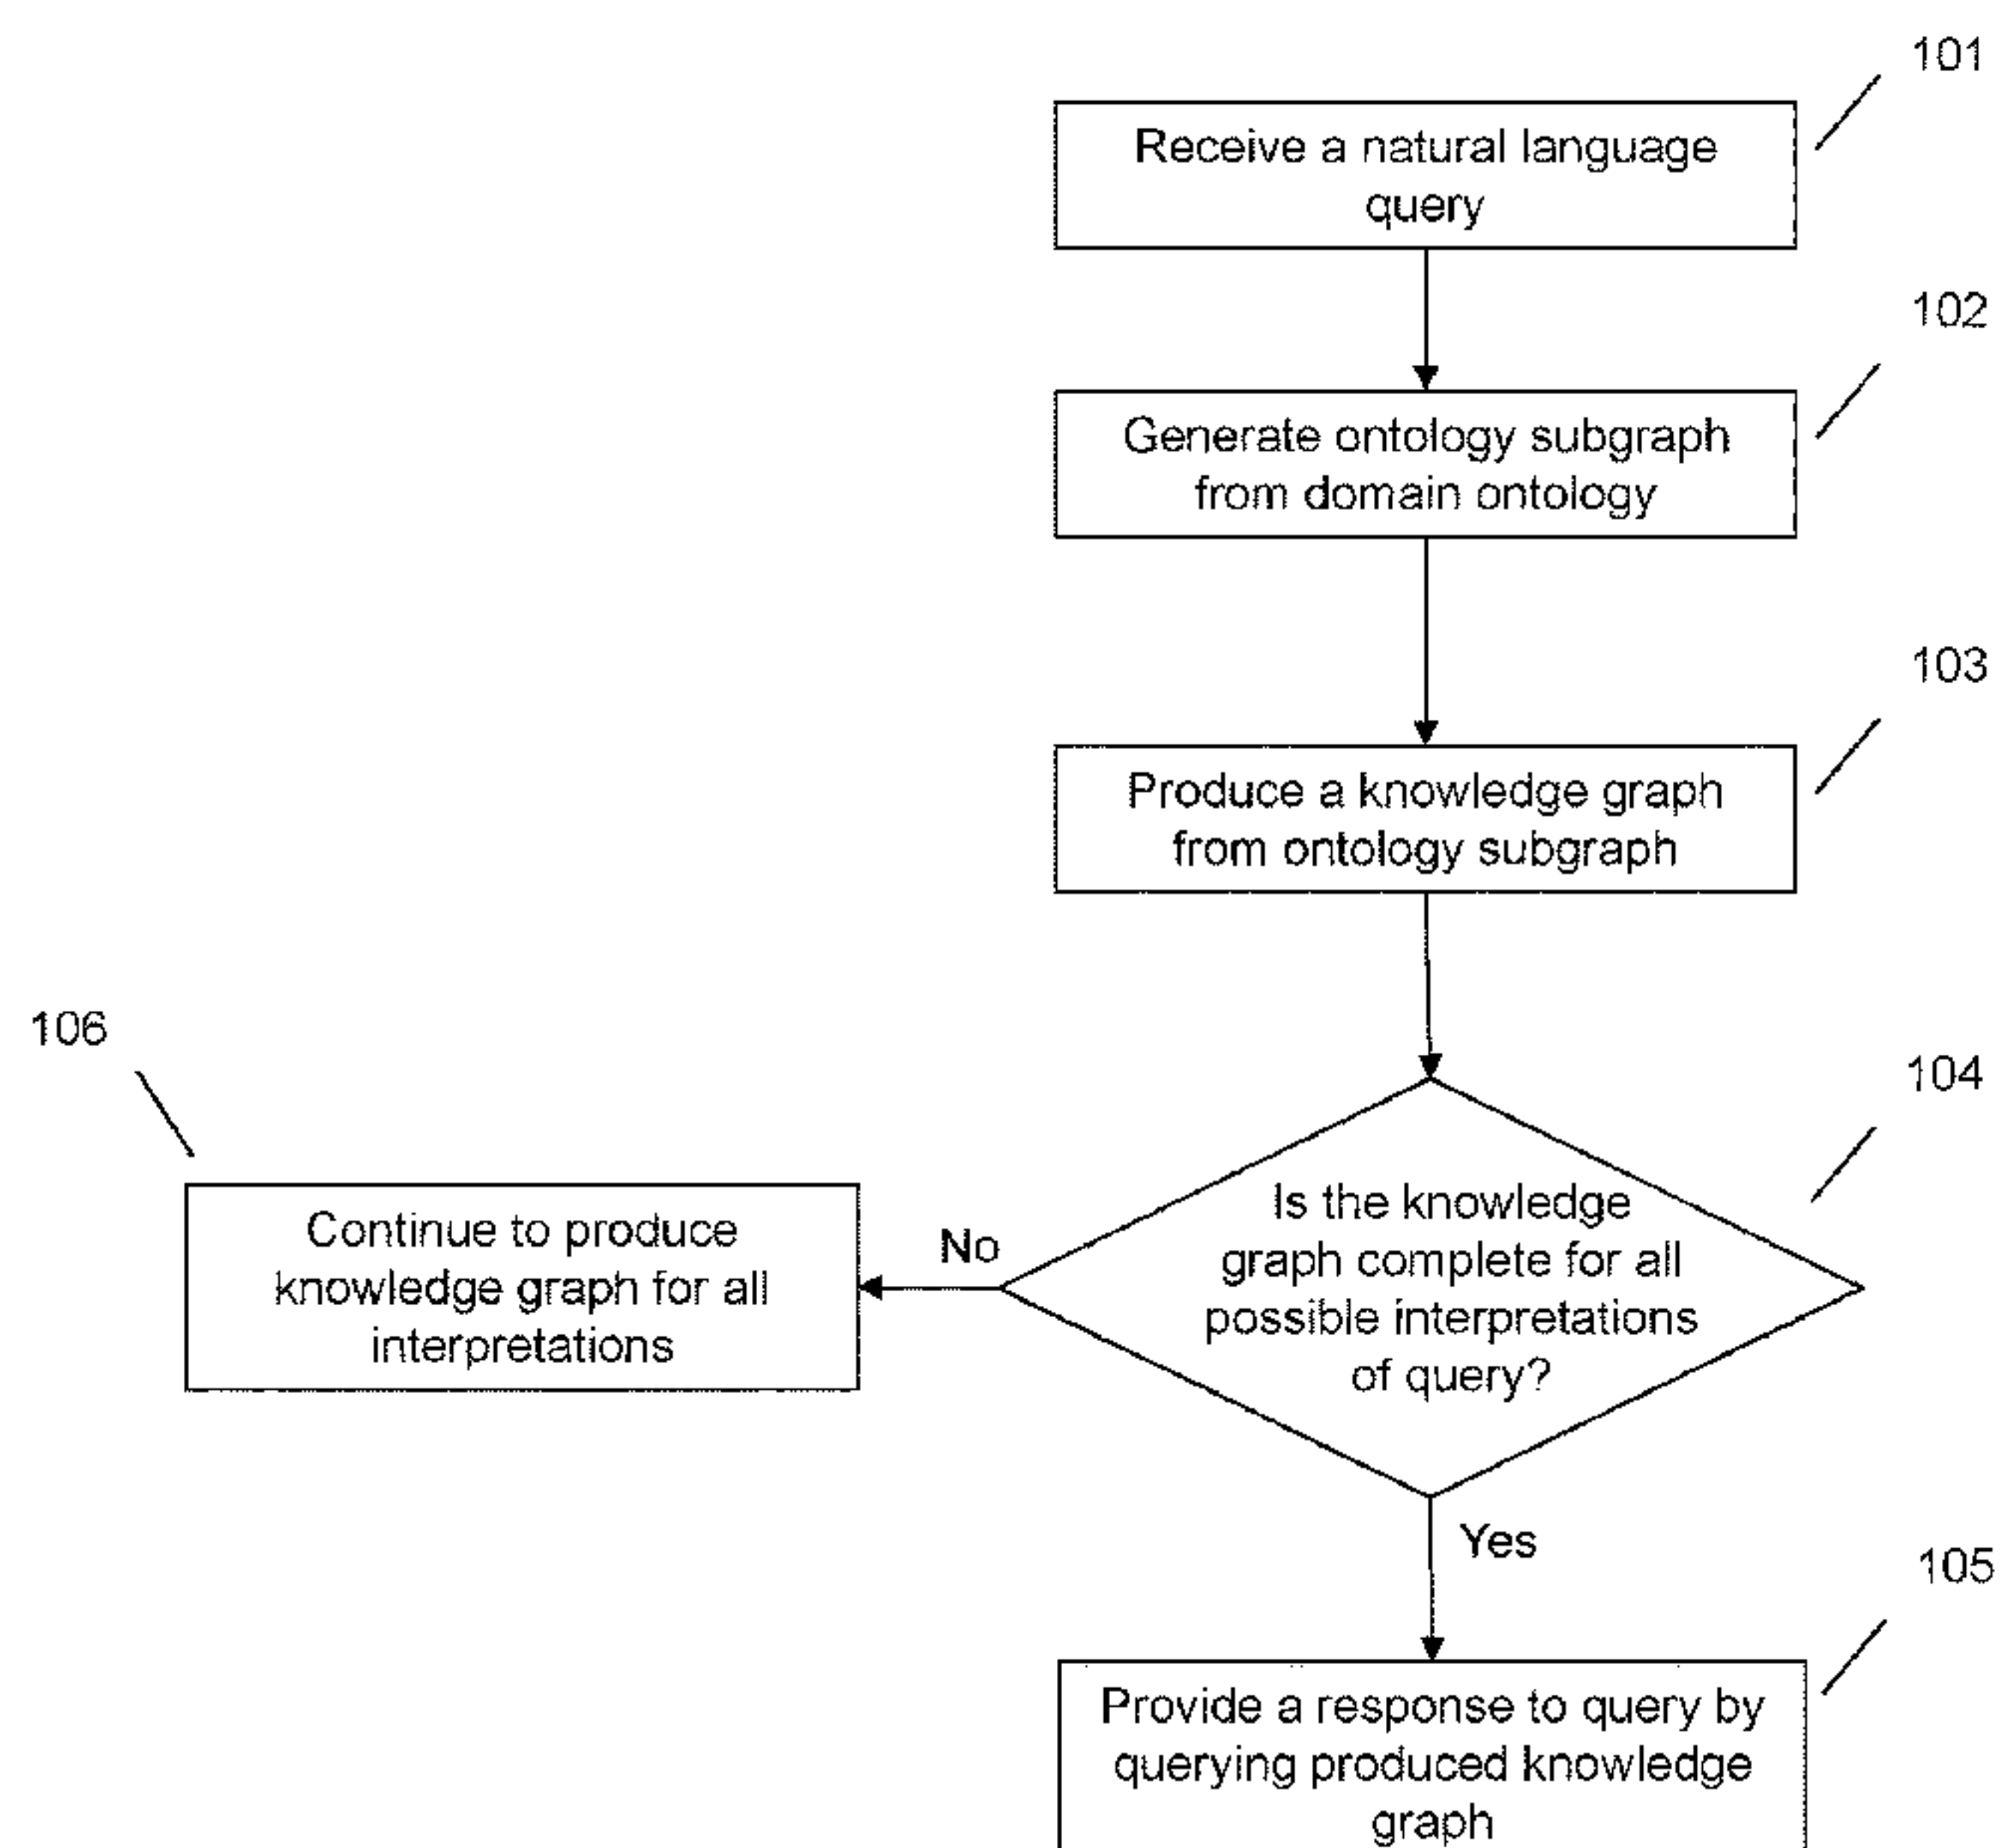 101
Receive a natural language
query
102
Generate ontology subgraph
from domain ontology
103
Produce a knowledge graph
from ontology subgraph
106
104
Continue to produce
knowledge graph for all
interpretations
No
Is the knowledge
graph complete for all
possible interpretations
of query?
Yes
105
Provide a response to query by
querying produced knowledge
graph